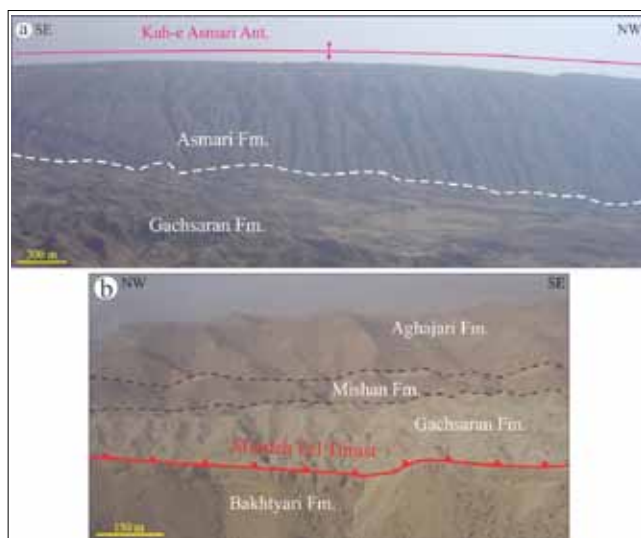 a SE
NW
Kuh-e Asmari Ant.
Asmari Fm.
Gachsaran Fm.
b NW
SE
Aghajari Fm.
Mishan Fm.
Gachsaran Fm.
Thrust
Bakhtyari Fm.
150 m